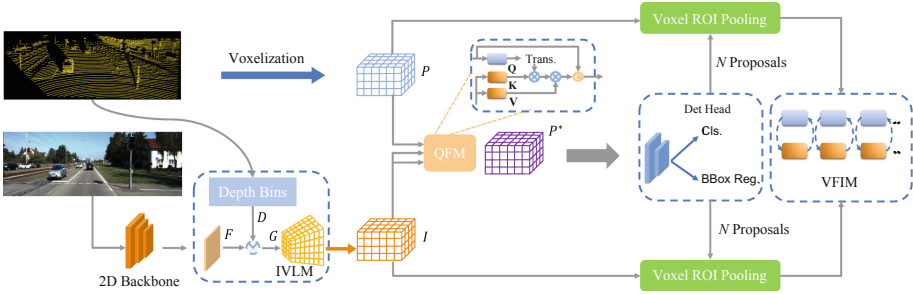 Voxel ROI Pooling
Voxelization
P
Trans.
Q
K
V
C
N Proposals
Det Head
Cls.
BBox Reg.
QFM
P*
VFIM
Depth Bins
D
F
G
IVLM
I
2D Backbone
N Proposals
Voxel ROI Pooling